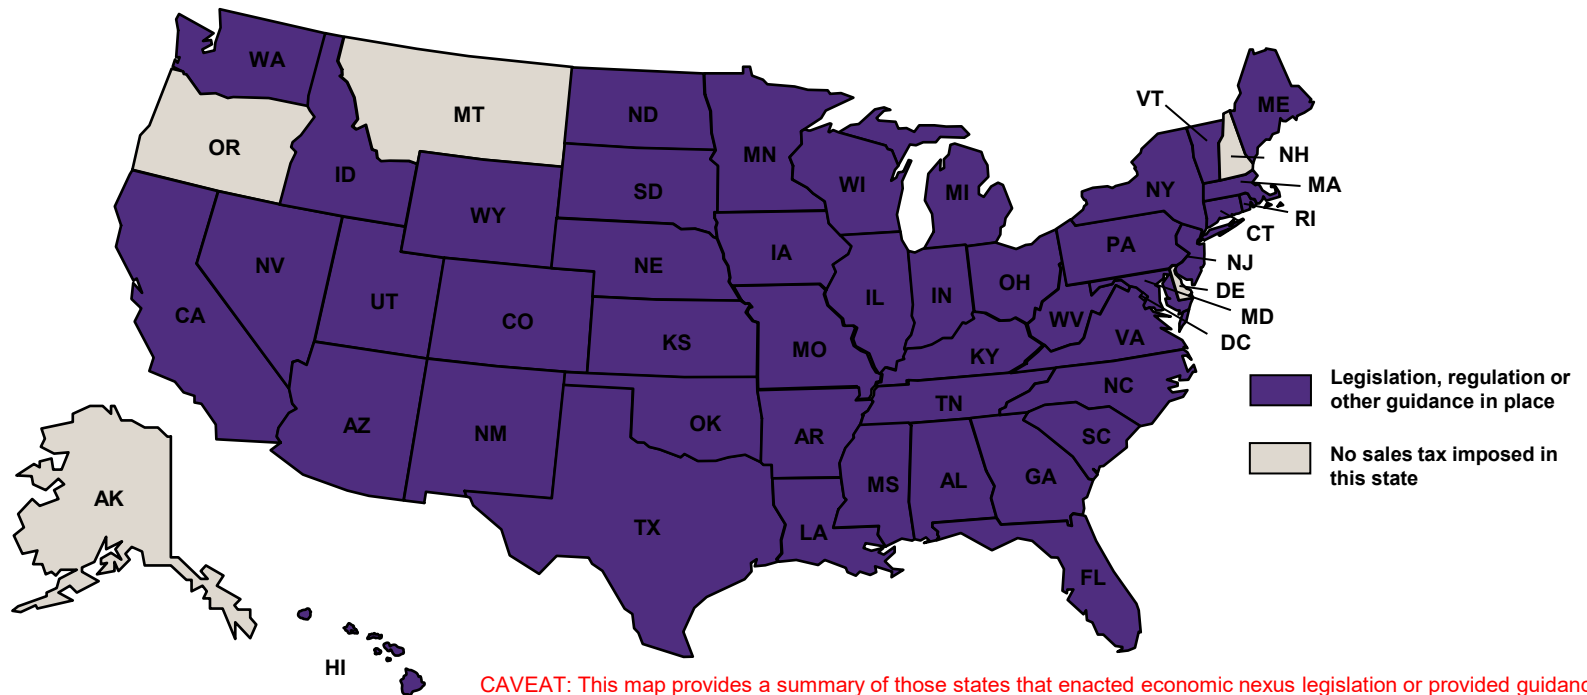 WA
MT
ND
MN
VT
ME
OR
ID
SD
WI
MI
NY
NH
MA
RI
CT
WY
IA
PA
NJ
DE
MD
DC
NV
UT
NE
IL
IN
OH
WV
VA
CA
CO
KS
MO
KY
NC
TN
SC
AZ
NM
OK
AR
MS
AL
GA
TX
LA
FL
AK
HI
Legislation, regulation or
other guidance in place
No sales tax imposed in
this state
CAVEAT: This map provides a summary of those states that enacted economic nexus legislation or provided